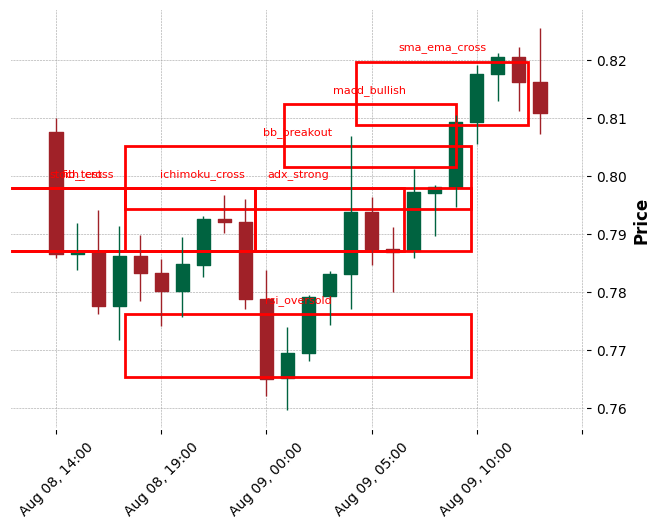 sma_ema_cross
macd_bullish
bb_breakout
ichimoku_cross
adx_strong
0.82
0.81
0.80
0.79
0.78
0.77
0.76
Price
Aug 08, 14:00
Aug 08, 19:00
Aug 09, 00:00
Aug 09, 05:00
Aug 09, 10:00